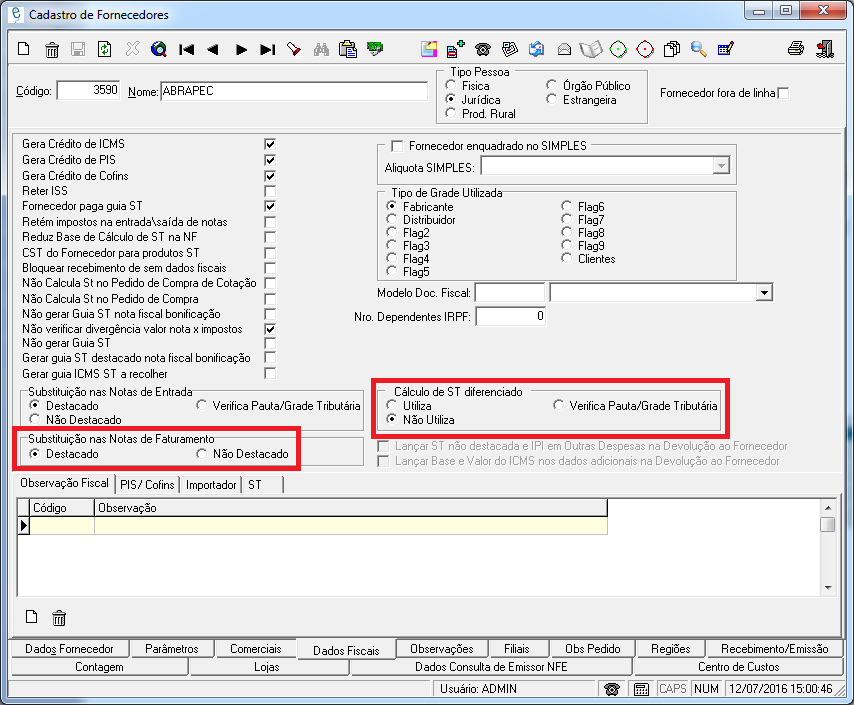 Cadastro de Fornecedores
Código: 3590 Nome: ABRAPEC
Tipo Pessoa
Física Órgão Público
Jurídica Estrangeira
Prod. Rural
Fornecedor fora de linha
Gera Crédito de ICMS
Gera Crédito de PIS
Gera Crédito de Cofins
Reter ISS
Fornecedor paga guia ST
Retém impostos na entrada\saída de notas
Reduz Base de Cálculo de ST na NF
CST do Fornecedor para produtos ST
Bloquear recebimento de sem dados fiscais
Não Calcula St no Pedido de Compra de Cotação
Não Calcula St no Pedido de Compra
Não gerar Guia ST nota fiscal bonificação
Não verificar divergência valor nota x impostos
Não gerar Guia ST
Gerar guia ST destacado nota fiscal bonificação
Gerar guia ICMS ST a recolher
Fornecedor enquadrado no SIMPLES
Aliquota SIMPLES:
Tipo de Grade Utilizada
Fabricante Flag6
Distribuidor Flag7
Flag2 Flag8
Flag3 Flag9
Flag4 Clientes
Flag5
Modelo Doc. Fiscal:
Nro. Dependentes IRPF: 0
Substituição nas Notas de Entrada
Destacado Verifica Pauta/Grade Tributária
Não Destacado
Cálculo de ST diferenciado
Utiliza Verifica Pauta/Grade Tributária
Não Utiliza
Substituição nas Notas de Faturamento
Destacado Não Destacado
Lançar ST não destacada e IPI em Outras Despesas na Devolução ao Fornecedor
Lançar Base e Valor do ICMS nos dados adicionais na Devolução ao Fornecedor
Observação Fiscal PIS/ Cofins Importador ST
Código Observação
Dados Fornecedor Parâmetros Comerciais Dados Fiscais Observações Filiais Obs Pedido Regiões Recebimento/Emissão
Contagem Lojas Dados Consulta de Emissor NFE Centro de Custos
Usuário: ADMIN CAPS NUM 12/07/2016 15:00:46